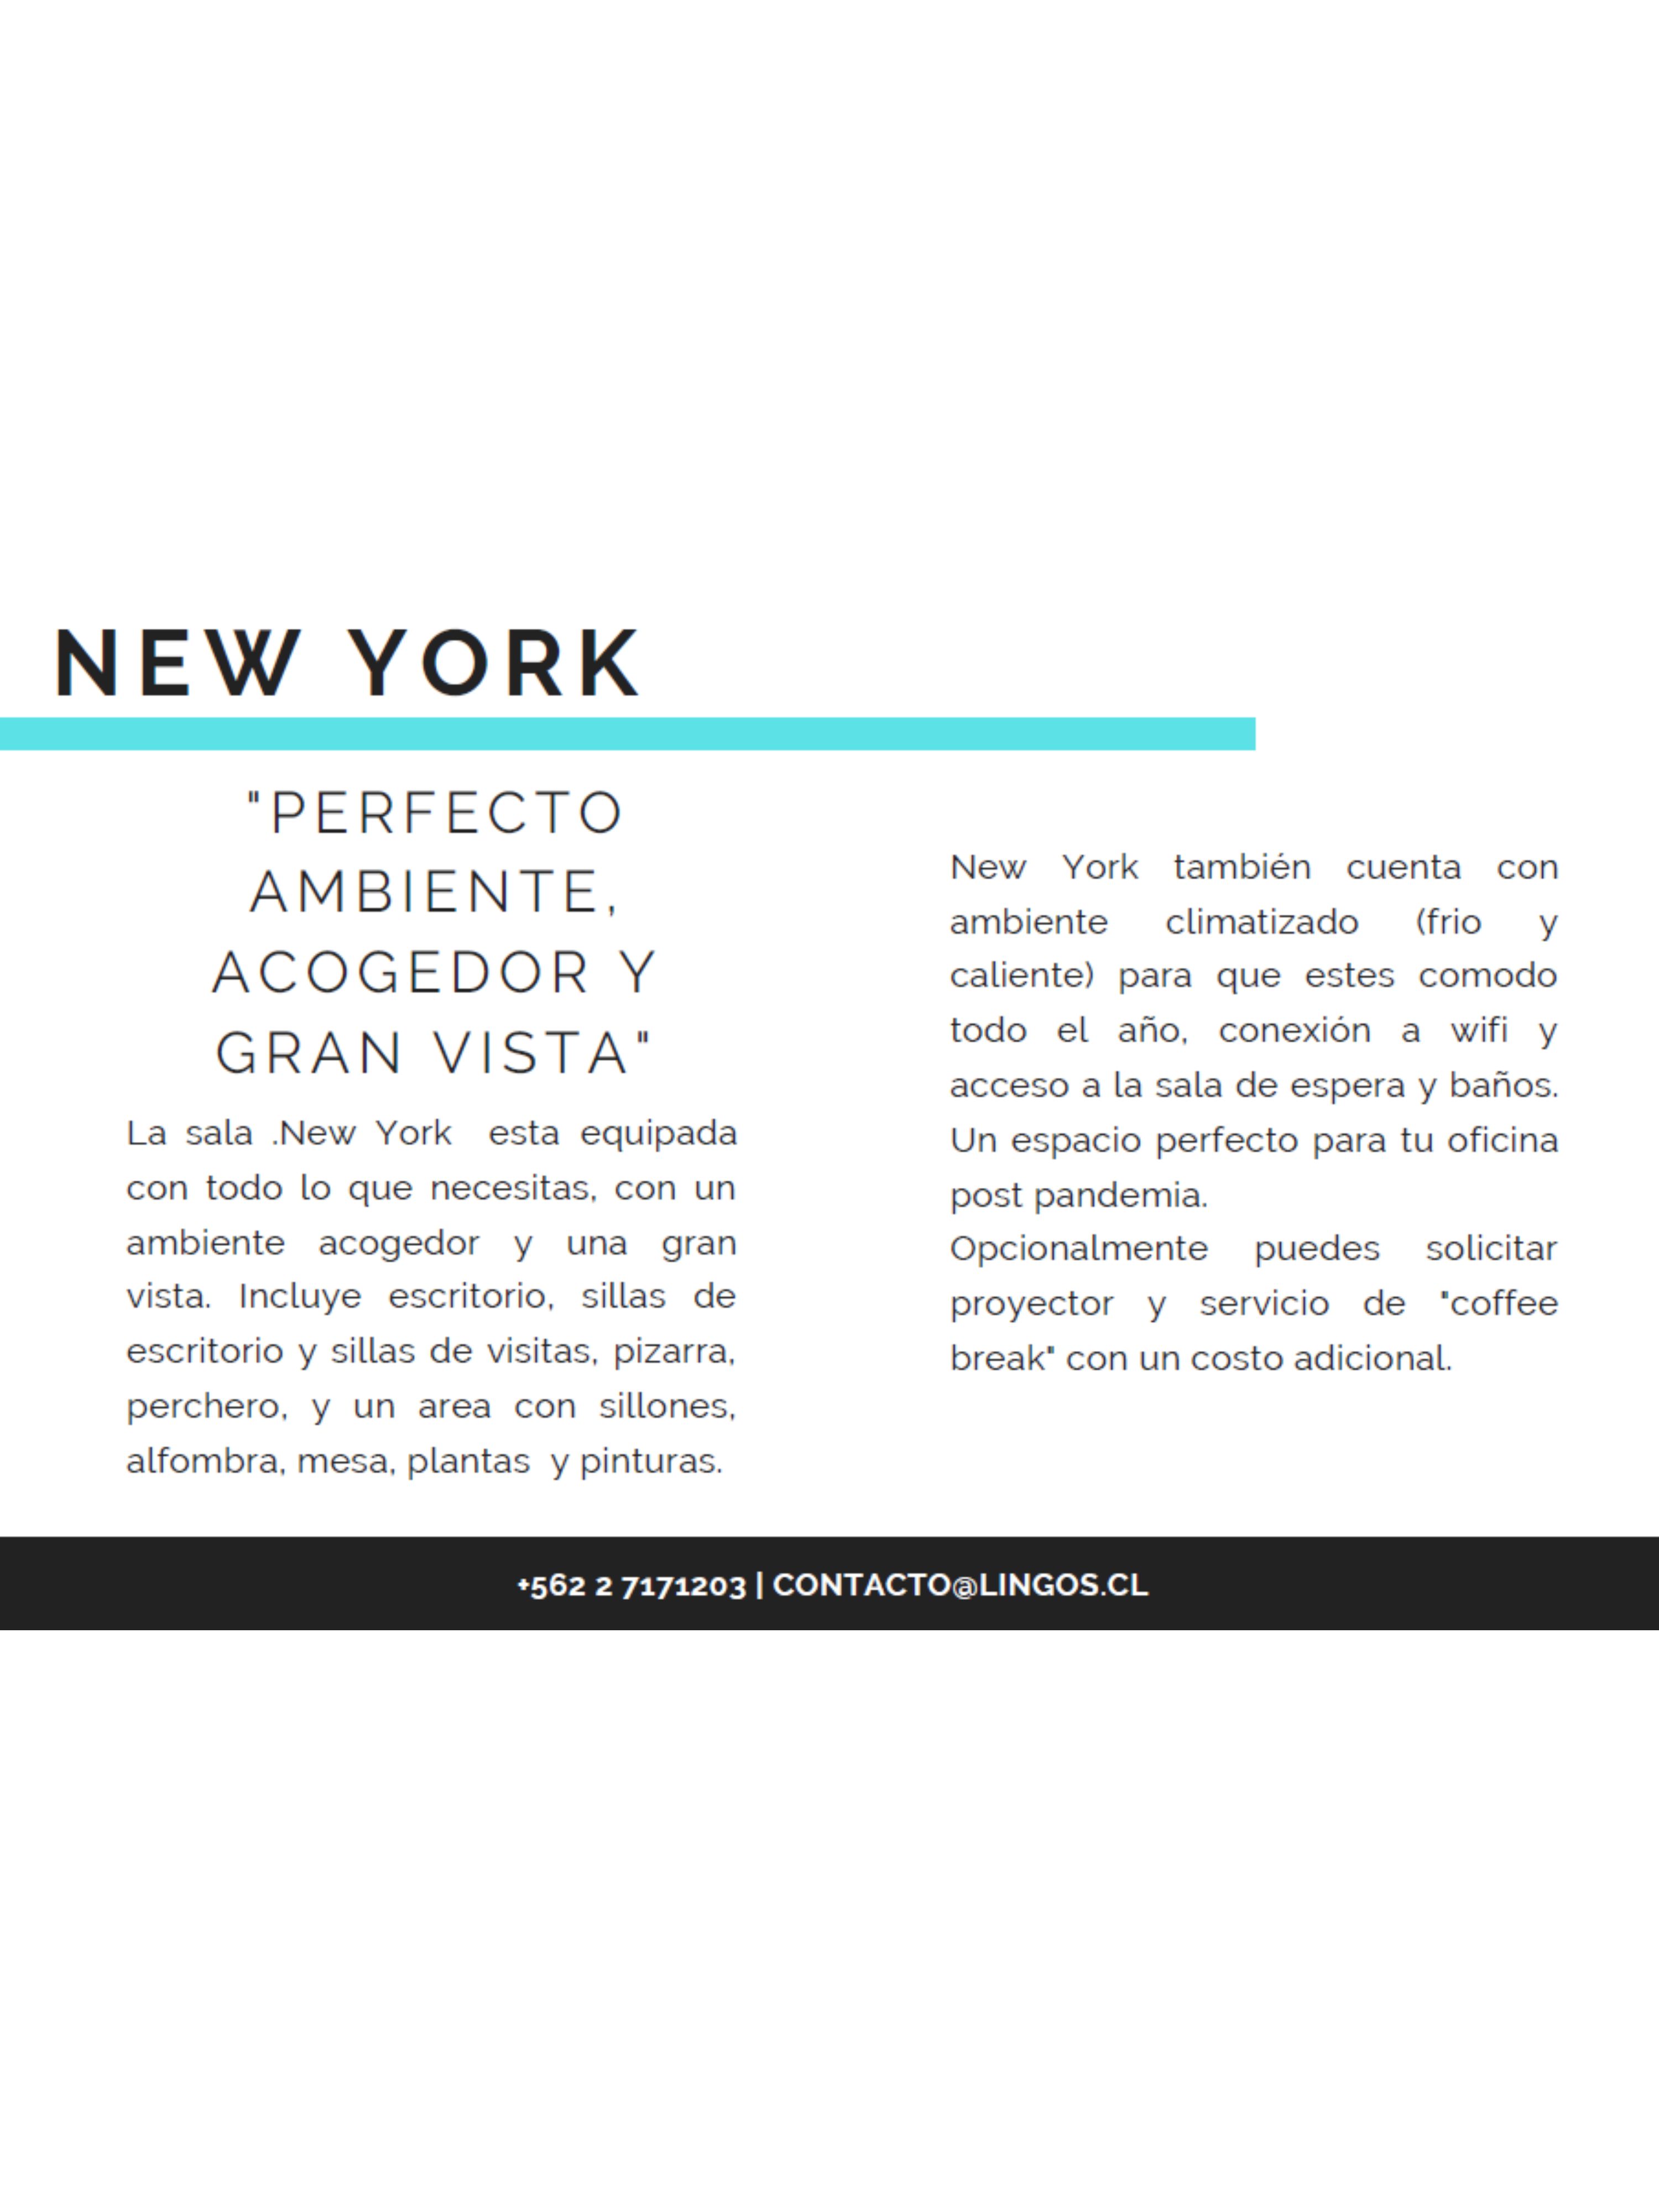 NEW YORK
"PERFECTO
AMBIENTE,
ACOGEDOR Y
GRAN VISTA"
La sala .New York  esta equipada
con todo lo que necesitas, con un
ambiente acogedor y una gran
vista. Incluye escritorio, sillas de
escritorio y sillas de visitas, pizarra,
perchero, y un area con sillones,
alfombra, mesa, plantas  y pinturas.
New York también cuenta con
ambiente climatizado (frio y
caliente) para que estes comodo
todo el año, conexión a wifi y
acceso a la sala de espera y baños.
Un espacio perfecto para tu oficina
post pandemia.
Opcionalmente puedes solicitar
proyector y servicio de "coffee
break" con un costo adicional.
+562 2 7171203 | CONTACTO@LINGOS.CL